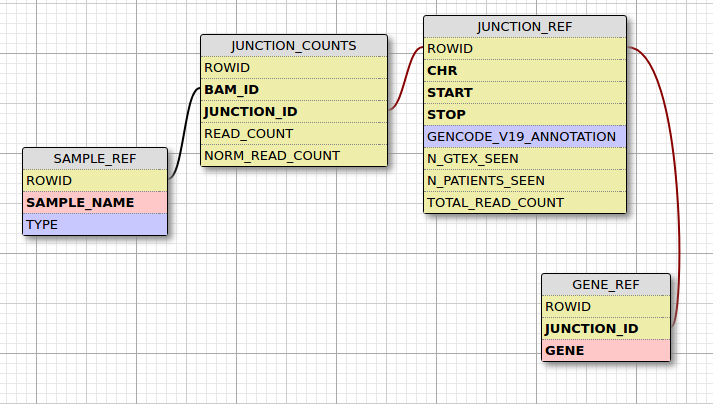 SAMPLE_REF
ROWID
SAMPLE_NAME
TYPE
JUNCTION_COUNTS
ROWID
BAM_ID
JUNCTION_ID
READ_COUNT
NORM_READ_COUNT
JUNCTION_REF
ROWID
CHR
START
STOP
GENCODE_V19_ANNOTATION
N_GTEX_SEEN
N_PATIENTS_SEEN
TOTAL_READ_COUNT
GENE_REF
ROWID
JUNCTION_ID
GENE